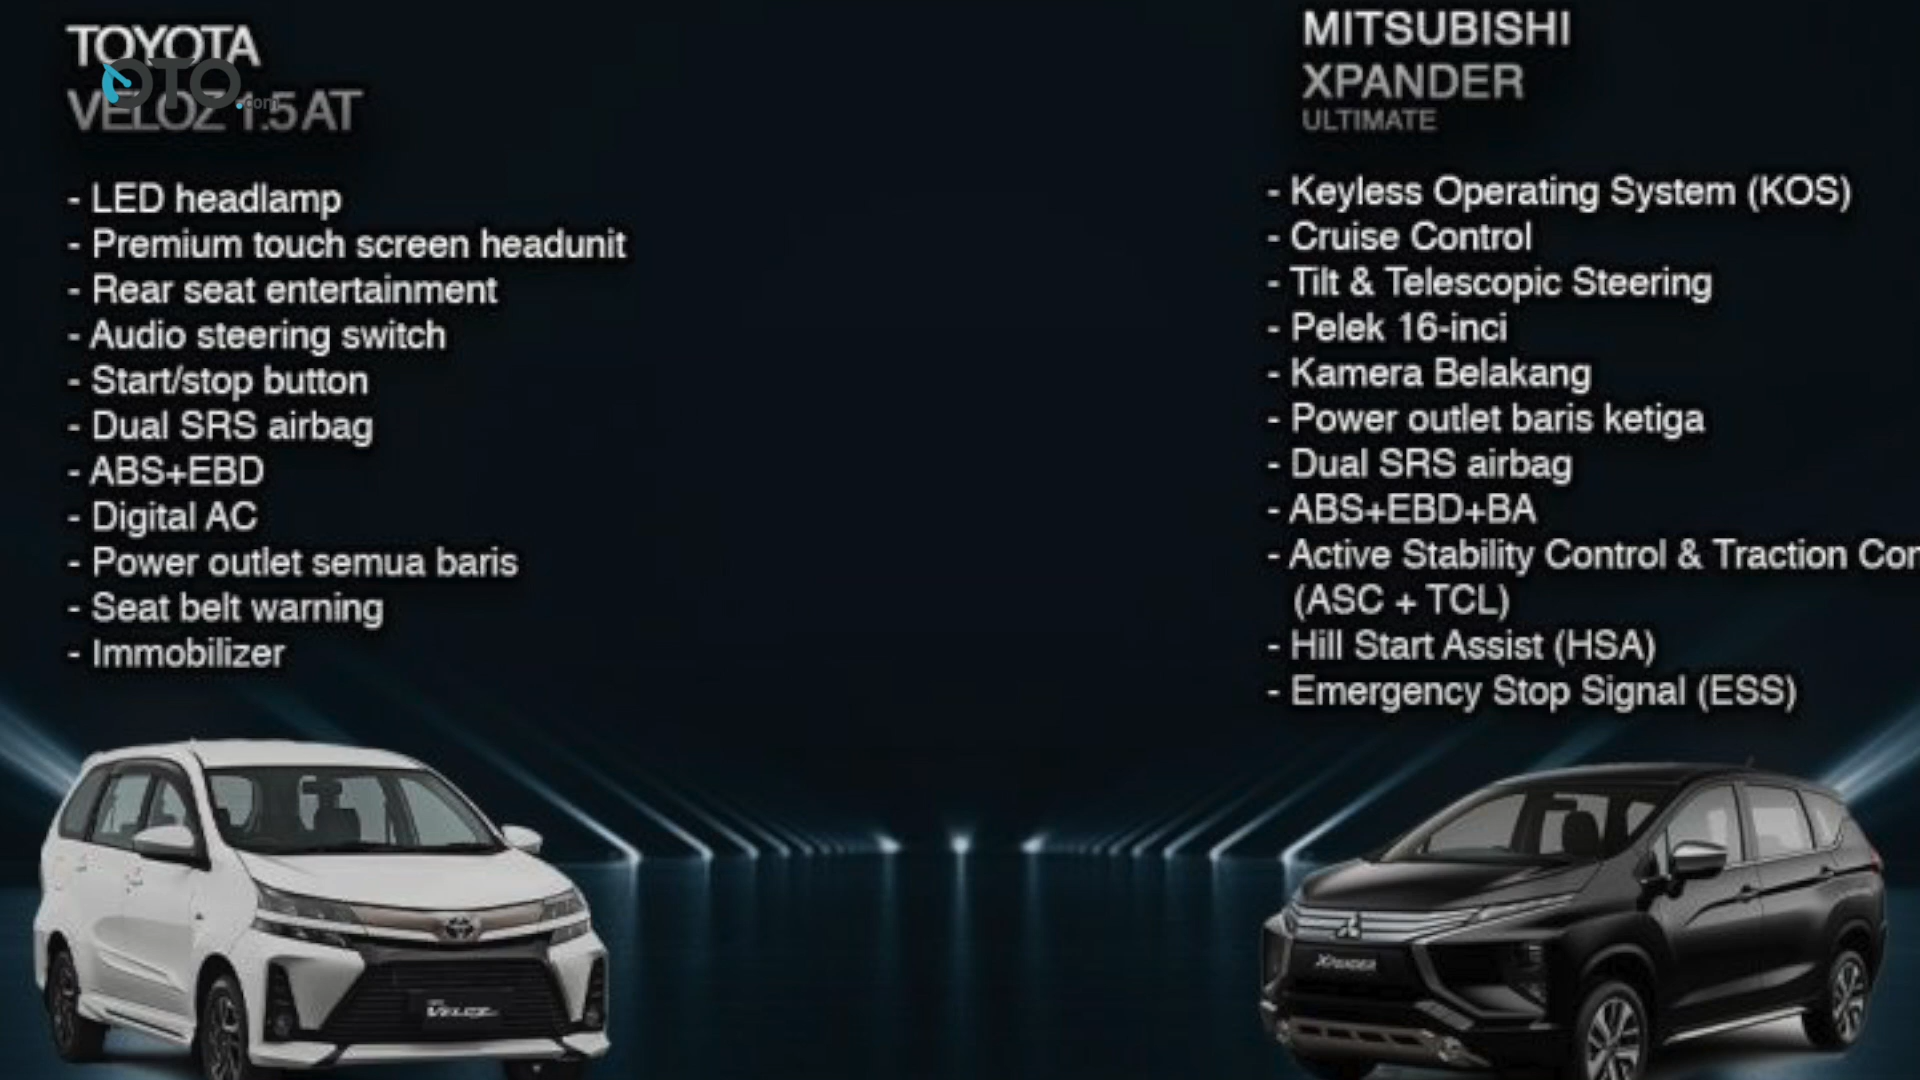 TOYOTA
VELOZ 1.5 AT
OTO.com
- LED headlamp
- Premium touch screen headunit
- Rear seat entertainment
- Audio steering switch
- Start/stop button
- Dual SRS airbag
- ABS+EBD
- Digital AC
- Power outlet semua baris
- Seat belt warning
- Immobilizer
VELOZ
MITSUBISHI
XPANDER
ULTIMATE
- Keyless Operating System (KOS)
- Cruise Control
- Tilt & Telescopic Steering
- Pelek 16-inci
- Kamera Belakang
- Power outlet baris ketiga
- Dual SRS airbag
- ABS+EBD+BA
- Active Stability Control & Traction Con
(ASC + TCL)
- Hill Start Assist (HSA)
- Emergency Stop Signal (ESS)
XPANDER